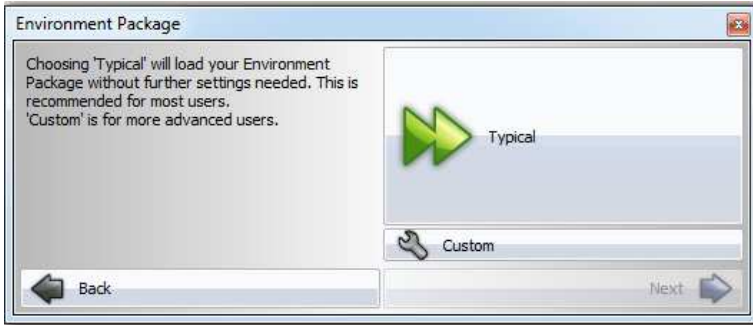 Environment Package
Choosing 'Typical' will load your Environment
Package without further settings needed. This is
recommended for most users.
'Custom' is for more advanced users.
Typical
Custom
Back
Next